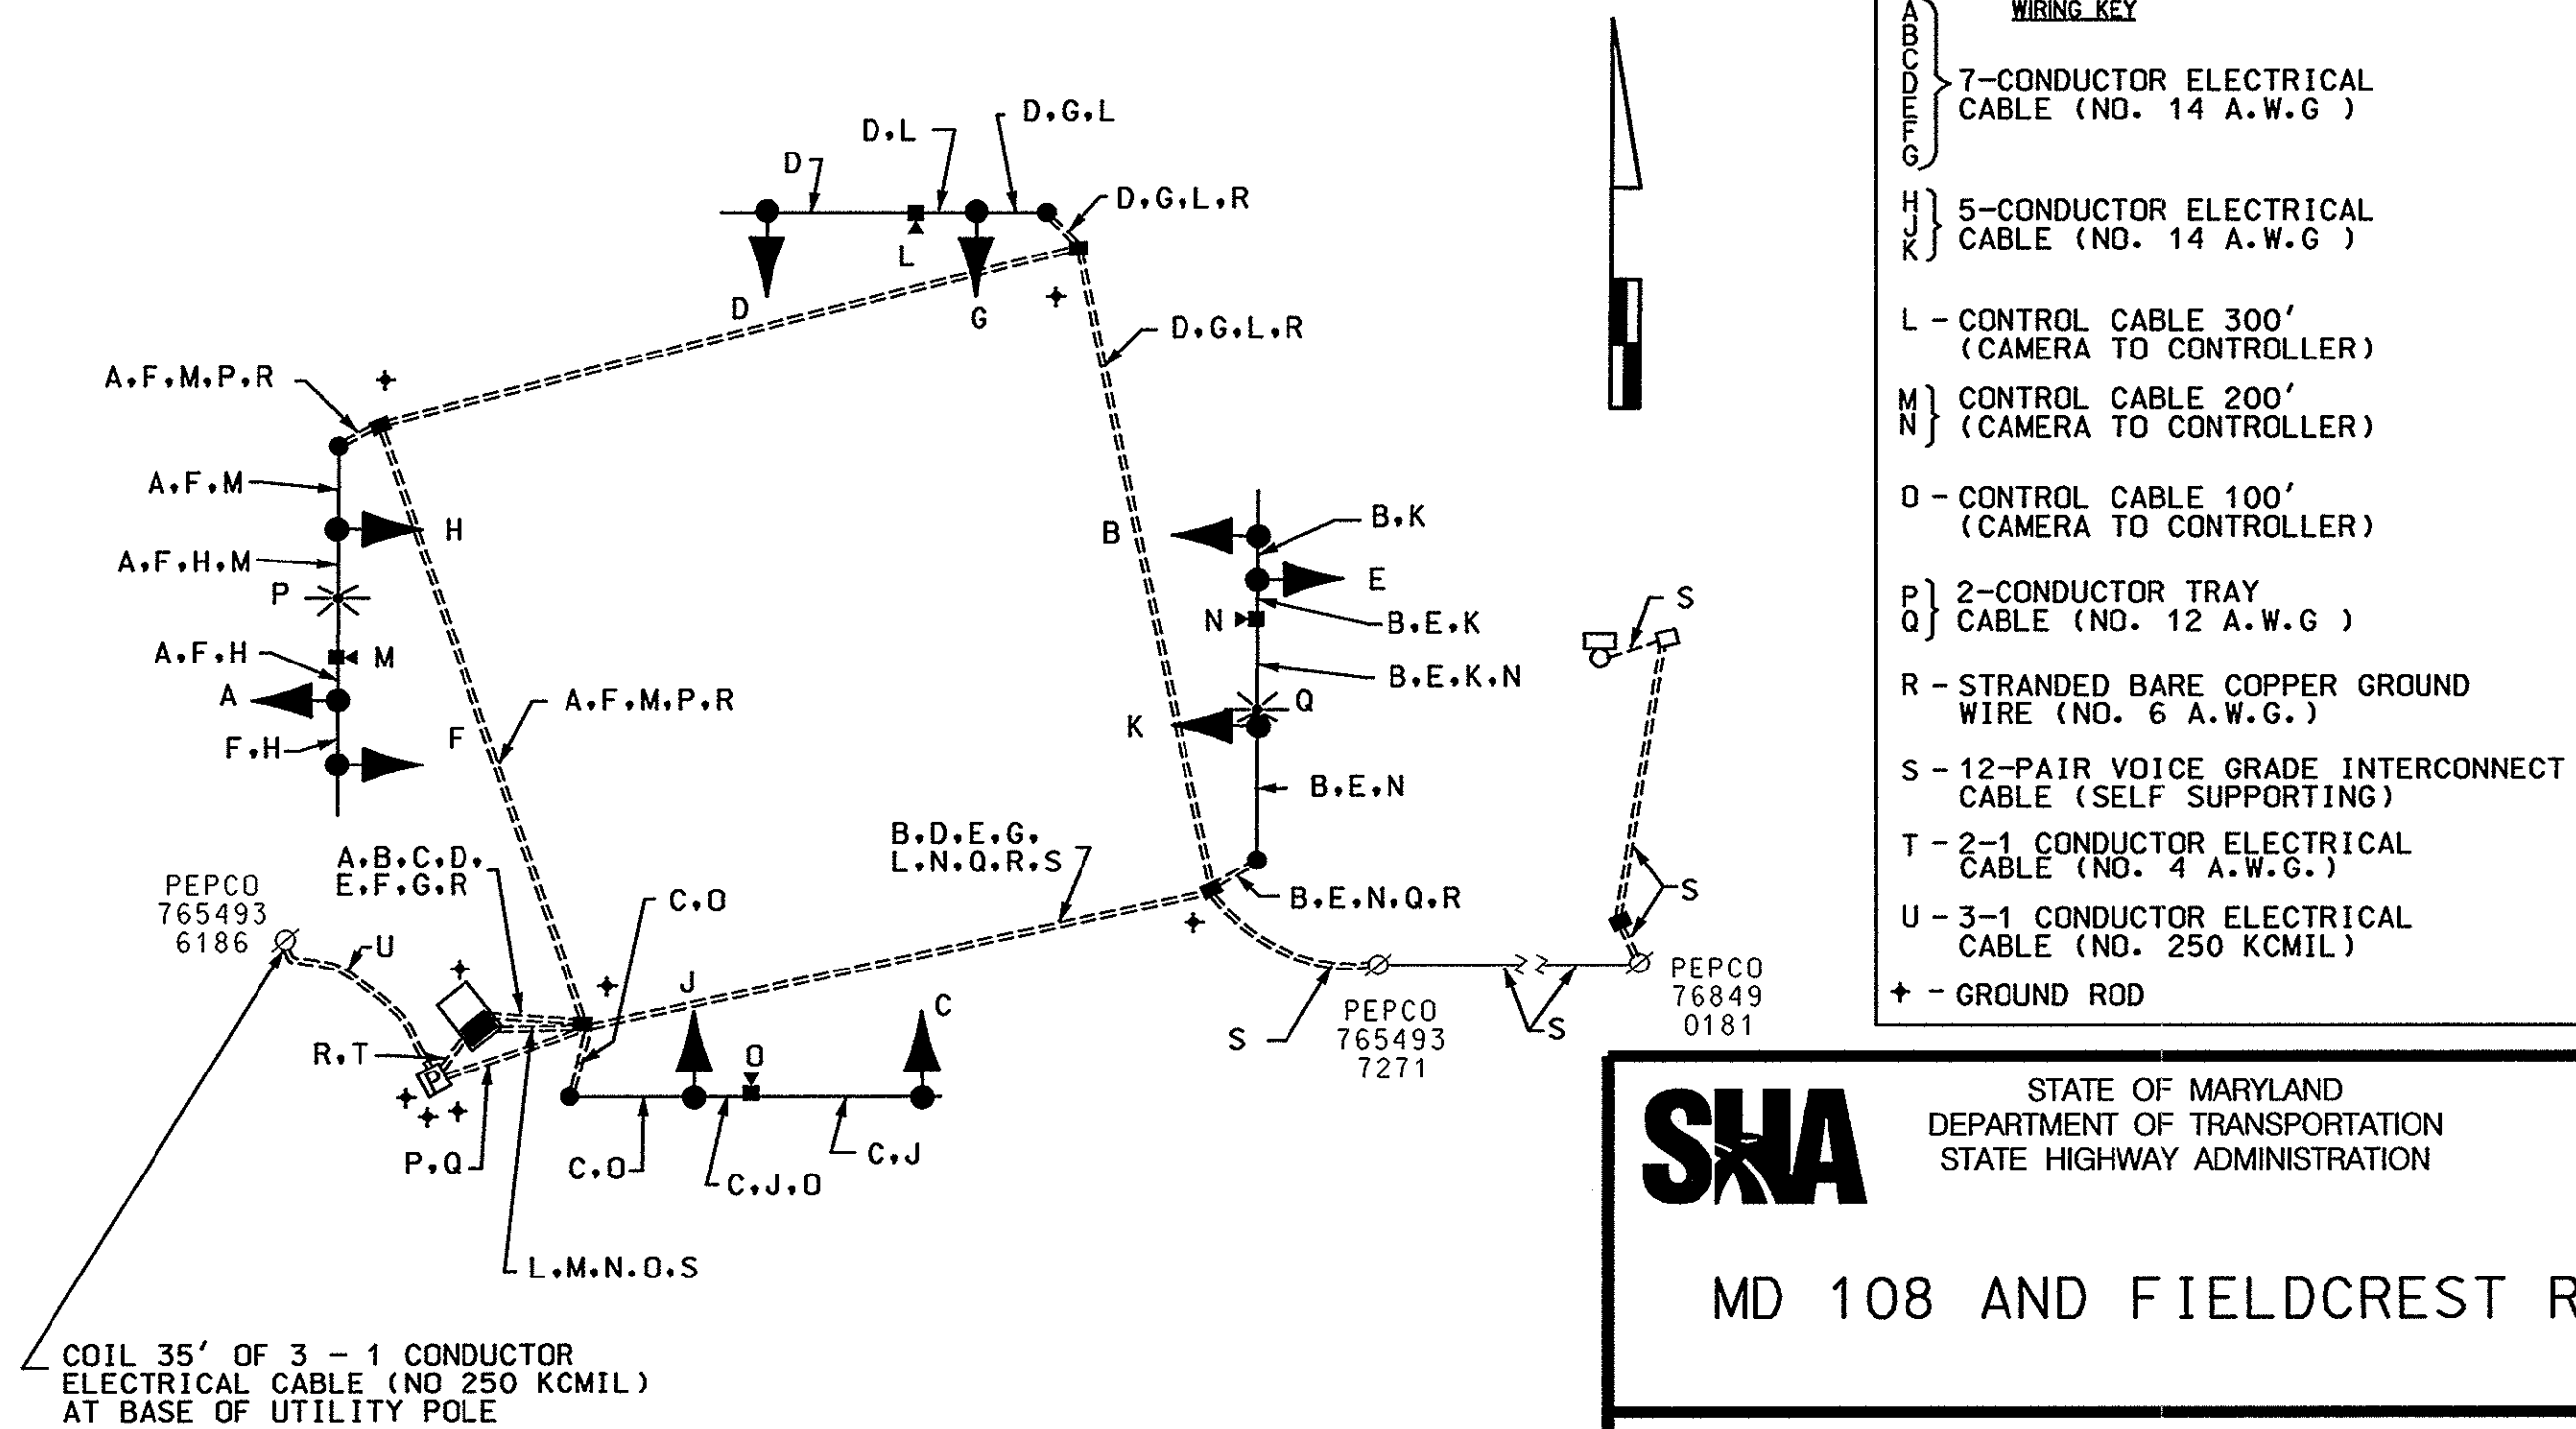 WIRING KEY
A
B
C
D
E
F
G
7-CONDUCTOR ELECTRICAL
CABLE (NO. 14 A.W.G )
H
J
K
5-CONDUCTOR ELECTRICAL
CABLE (NO. 14 A.W.G )
L - CONTROL CABLE 300'
(CAMERA TO CONTROLLER)
M
N
CONTROL CABLE 200'
(CAMERA TO CONTROLLER)
O - CONTROL CABLE 100'
(CAMERA TO CONTROLLER)
P
Q
2-CONDUCTOR TRAY
CABLE (NO. 12 A.W.G )
R - STRANDED BARE COPPER GROUND
WIRE (NO. 6 A.W.G.)
S - 12-PAIR VOICE GRADE INTERCONNECT
CABLE (SELF SUPPORTING)
T - 2-1 CONDUCTOR ELECTRICAL
CABLE (NO. 4 A.W.G.)
U - 3-1 CONDUCTOR ELECTRICAL
CABLE (NO. 250 KCMIL)
- GROUND ROD
D,G,L
D,L
D
D,G,L,R
L
D
G
D,G,L,R
A,F,M,P,R
A,F,M
H
A,F,H,M
P
A,F,H
M
A
F,H
F
A,F,M,P,R
B
B,K
E
N
B,E,K
B,E,K,N
Q
K
B,E,N
S
B,D,E,G,
L,N,Q,R,S
B,E,N,Q,R
S
A,B,C,D,
E,F,G,R
C,O
PEPCO
765493
6186
U
J
C
R,T
P
O
P,Q
C,O
C,J,O
C,J
L,M,N,O,S
S
PEPCO
765493
7271
S
PEPCO
76849
0181
COIL 35' OF 3 - 1 CONDUCTOR
ELECTRICAL CABLE (NO 250 KCMIL)
AT BASE OF UTILITY POLE
SHA
STATE OF MARYLAND
DEPARTMENT OF TRANSPORTATION
STATE HIGHWAY ADMINISTRATION
MD 108 AND FIELDCREST R